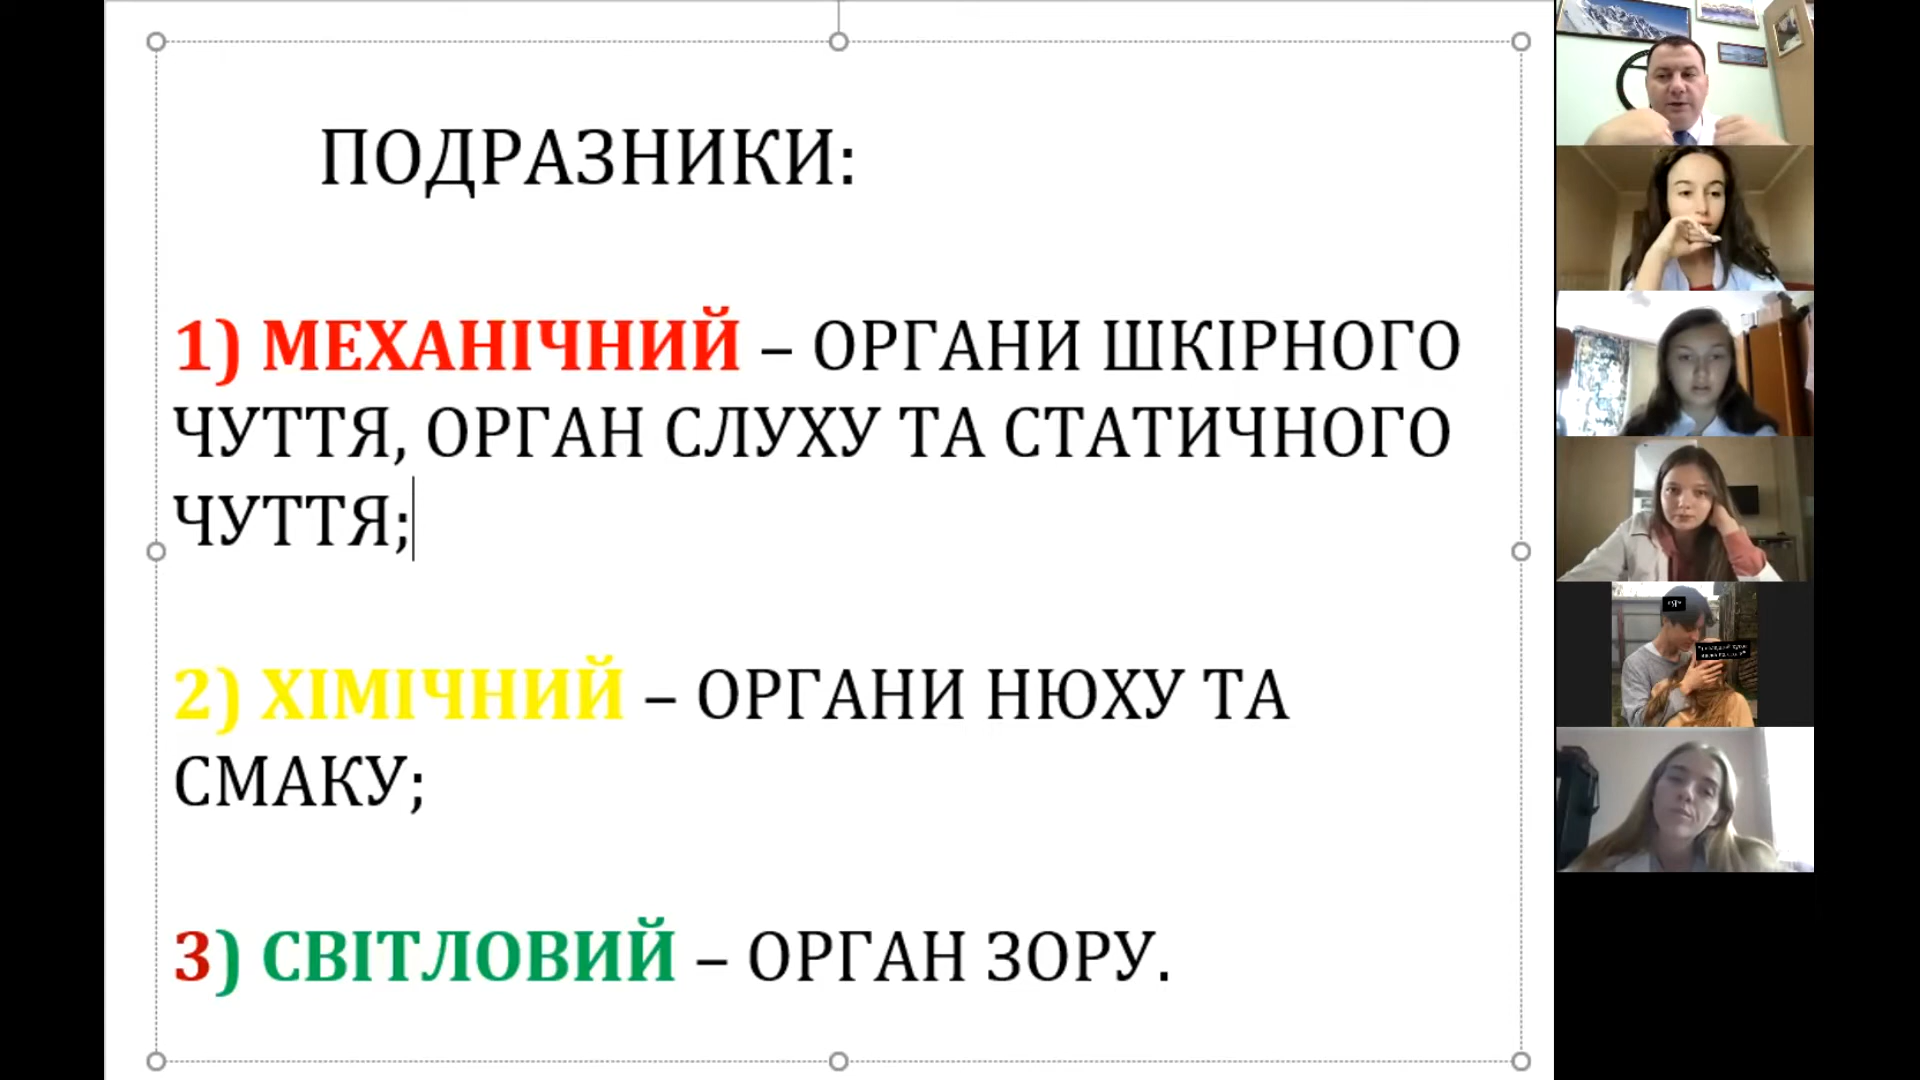 ПОДРАЗНИКИ:
1) МЕХАНІЧНИЙ – ОРГАНИ ШКІРНОГО
ЧУТТЯ, ОРГАН СЛУХУ ТА СТАТИЧНОГО
ЧУТТЯ;
2) ХІМІЧНИЙ – ОРГАНИ НЮХУ ТА
СМАКУ;
3) СВІТЛОВИЙ – ОРГАН ЗОРУ.